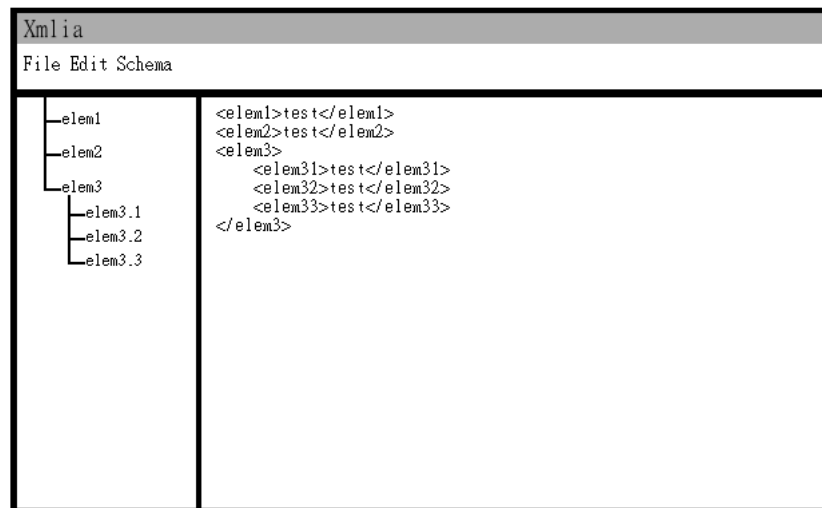 Xmlia
File Edit Schema
elem1
elem2
elem3
elem3.1
elem3.2
elem3.3
<elem1>test</elem1>
<elem2>test</elem2>
<elem3>
<elem31>test</elem31>
<elem32>test</elem32>
<elem33>test</elem33>
</elem3>